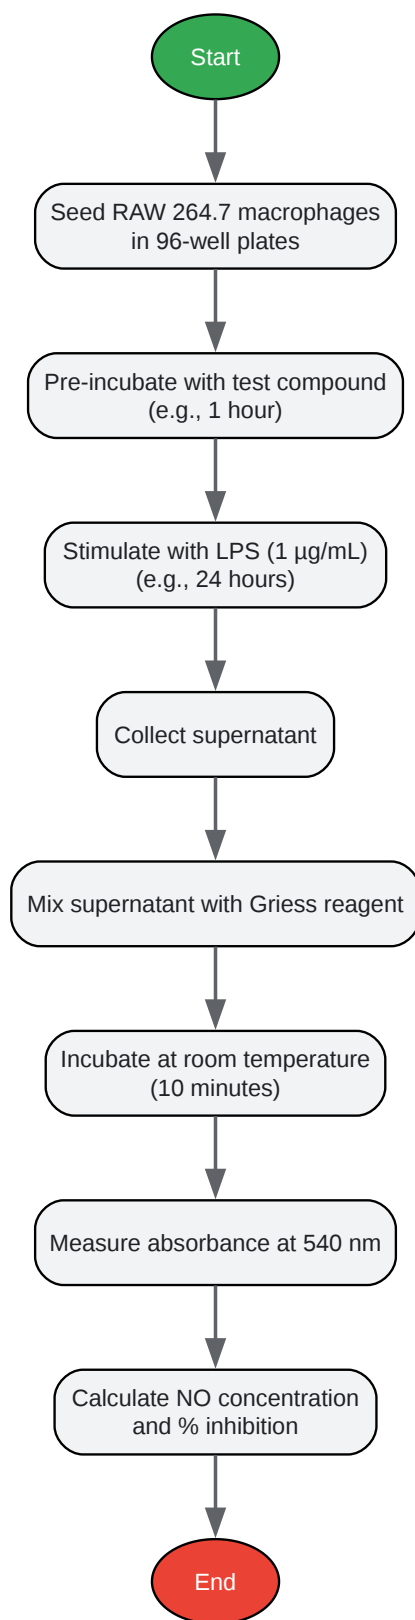 Start
Seed RAW 264.7 macrophages
in 96-well plates
Pre-incubate with test compound
(e.g., 1 hour)
Stimulate with LPS (1 µg/mL)
(e.g., 24 hours)
Collect supernatant
Mix supernatant with Griess reagent
Incubate at room temperature
(10 minutes)
Measure absorbance at 540 nm
Calculate NO concentration
and % inhibition
End